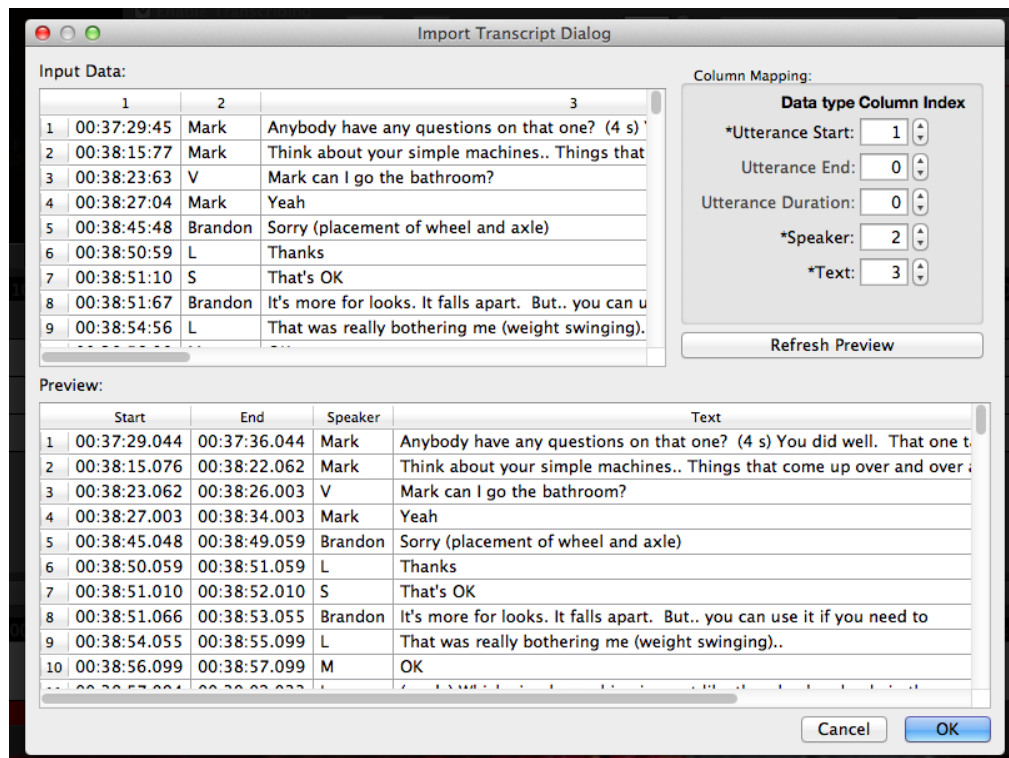 Import Transcript Dialog
Input Data:
1 2 3
1 00:37:29:45 Mark Anybody have any questions on that one? (4 s)
2 00:38:15:77 Mark Think about your simple machines.. Things that
3 00:38:23:63 V Mark can I go the bathroom?
4 00:38:27:04 Mark Yeah
5 00:38:45:48 Brandon Sorry (placement of wheel and axle)
6 00:38:50:59 L Thanks
7 00:38:51:10 S That's OK
8 00:38:51:67 Brandon It's more for looks. It falls apart. But.. you can u
9 00:38:54:56 L That was really bothering me (weight swinging).
Column Mapping:
Data type Column Index
*Utterance Start: 1
Utterance End: 0
Utterance Duration: 0
*Speaker: 2
*Text: 3
Refresh Preview
Preview:
Start End Speaker Text
1 00:37:29.044 00:37:36.044 Mark Anybody have any questions on that one? (4 s) You did well. That one t
2 00:38:15.076 00:38:22.062 Mark Think about your simple machines.. Things that come up over and over
3 00:38:23.062 00:38:26.003 V Mark can I go the bathroom?
4 00:38:27.003 00:38:34.003 Mark Yeah
5 00:38:45.048 00:38:49.059 Brandon Sorry (placement of wheel and axle)
6 00:38:50.059 00:38:51.059 L Thanks
7 00:38:51.010 00:38:52.010 S That's OK
8 00:38:51.066 00:38:53.055 Brandon It's more for looks. It falls apart. But.. you can use it if you need to
9 00:38:54.055 00:38:55.099 L That was really bothering me (weight swinging)..
10 00:38:56.099 00:38:57.099 M OK
Cancel OK